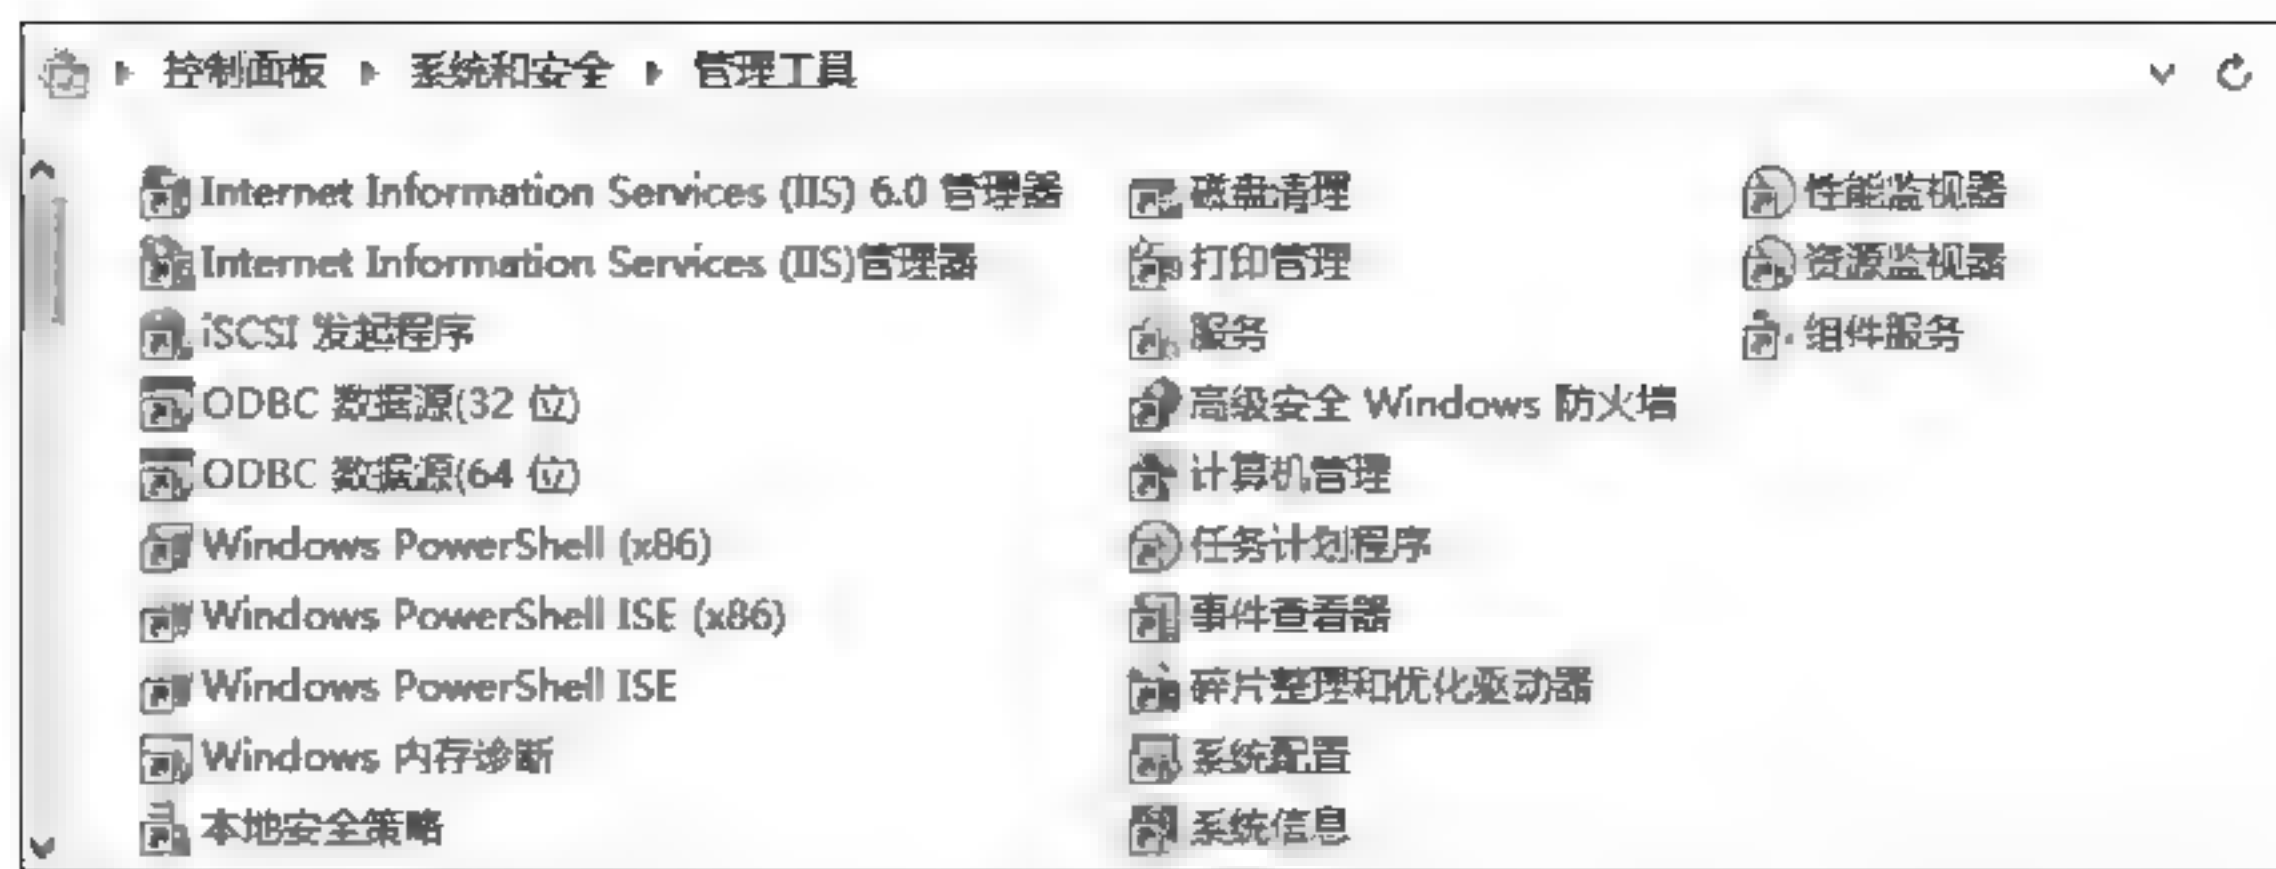 控制面板 系统和安全 管理工具
Internet Information Services (IIS) 6.0 管理器
Internet Information Services (IIS)管理器
iSCSI 发起程序
ODBC 数据源(32 位)
ODBC 数据源(64 位)
Windows PowerShell (x86)
Windows PowerShell ISE (x86)
Windows PowerShell ISE
Windows 内存诊断
本地安全策略
磁盘清理
打印管理
服务
高级安全 Windows 防火墙
计算机管理
任务计划程序
事件查看器
碎片整理和优化驱动器
系统配置
系统信息
性能监视器
资源监视器
组件服务